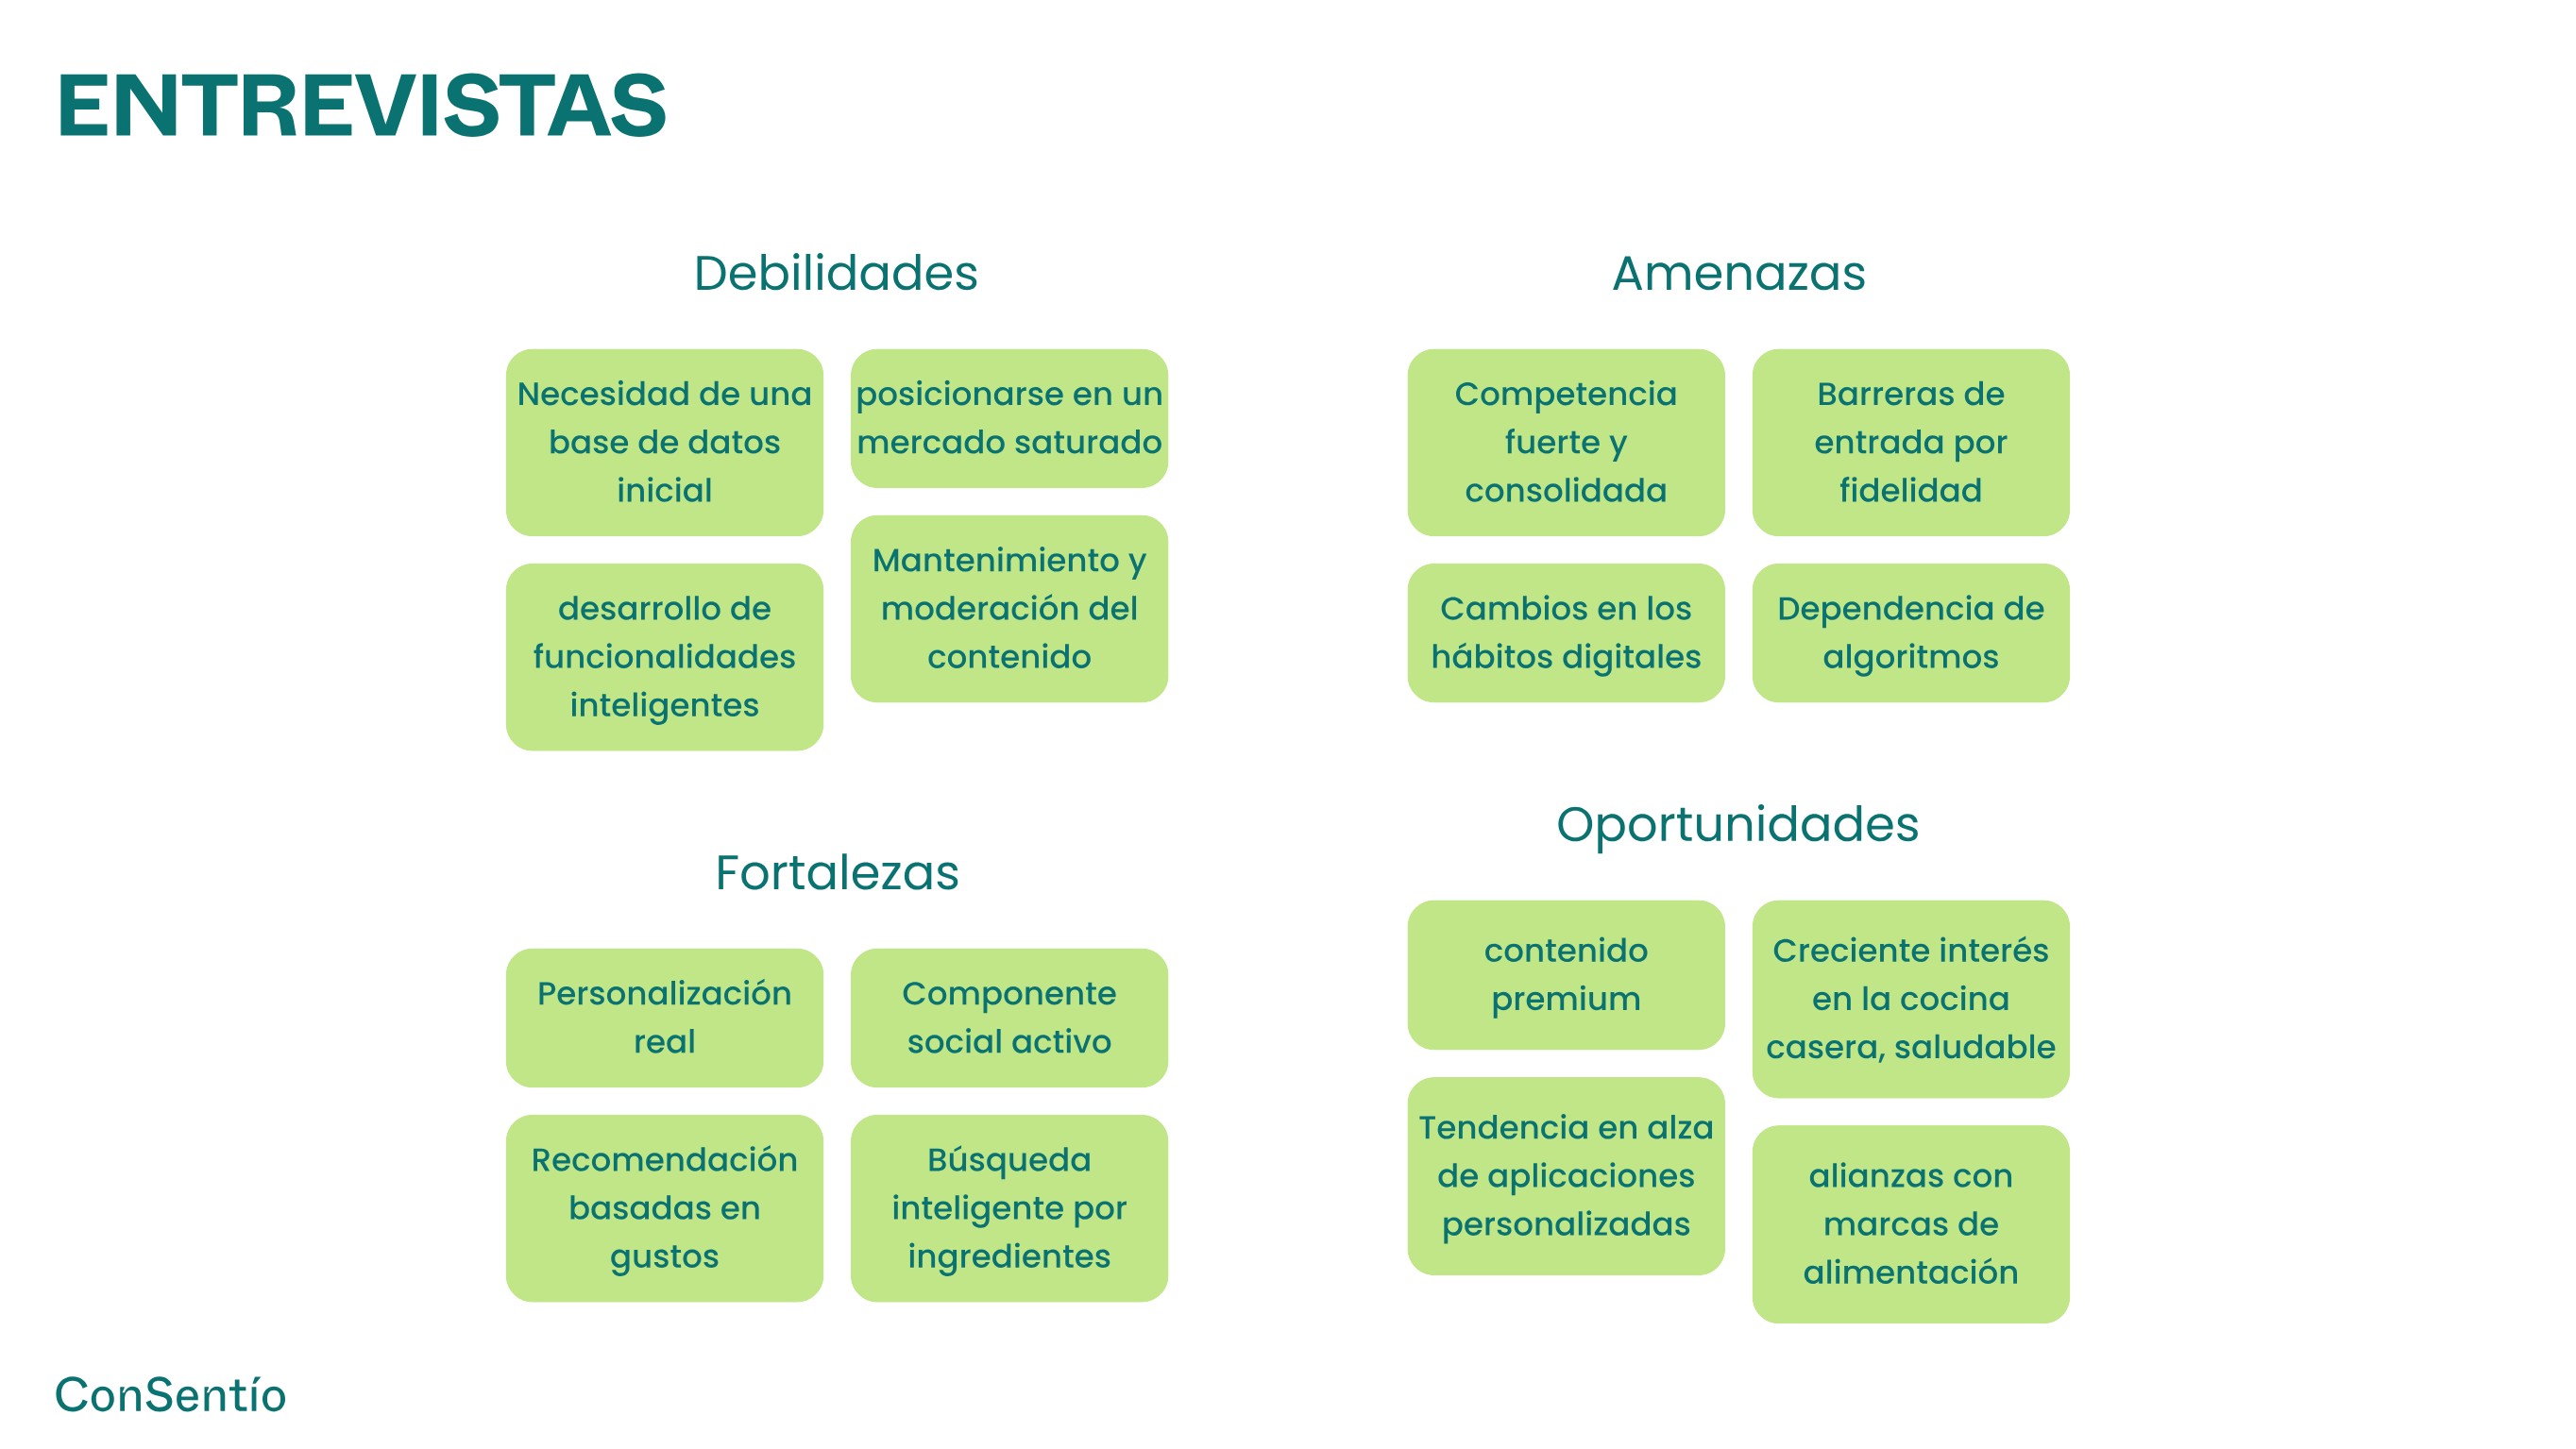 ENTREVISTAS
Debilidades
Necesidad de una
base de datos
inicial
posicionarse en un
mercado saturado
desarrollo de
funcionalidades
inteligentes
Mantenimiento y
moderación del
contenido
Amenazas
Competencia
fuerte y
consolidada
Barreras de
entrada por
fidelidad
Cambios en los
hábitos digitales
Dependencia de
algoritmos
Fortalezas
Personalización
real
Componente
social activo
Recomendación
basadas en
gustos
Búsqueda
inteligente por
ingredientes
Oportunidades
contenido
premium
Creciente interés
en la cocina
casera, saludable
Tendencia en alza
de aplicaciones
personalizadas
alianzas con
marcas de
alimentación
ConSentío